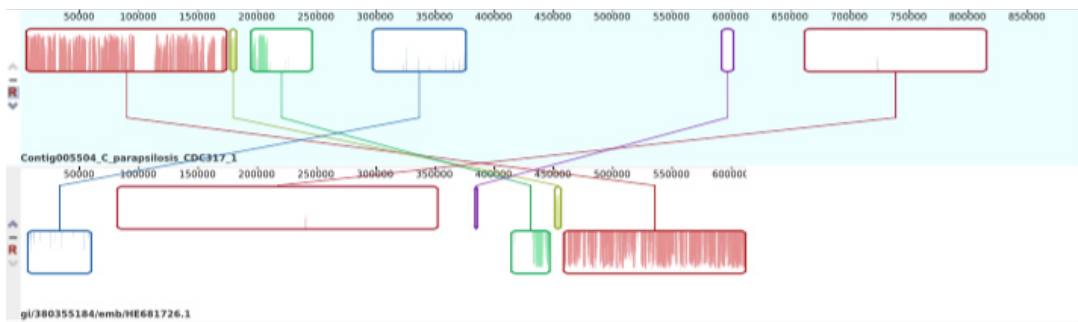 50000 100000 150000 200000 250000 300000 350000 400000 450000 500000 550000 600000 650000 700000 750000 800000 850000
R
Contig005504_C_parapsilosis_CDC317_1
50000 100000 150000 200000 250000 300000 350000 400000 450000 500000 550000 600000
R
gi/380355184/emb/HE681726.1